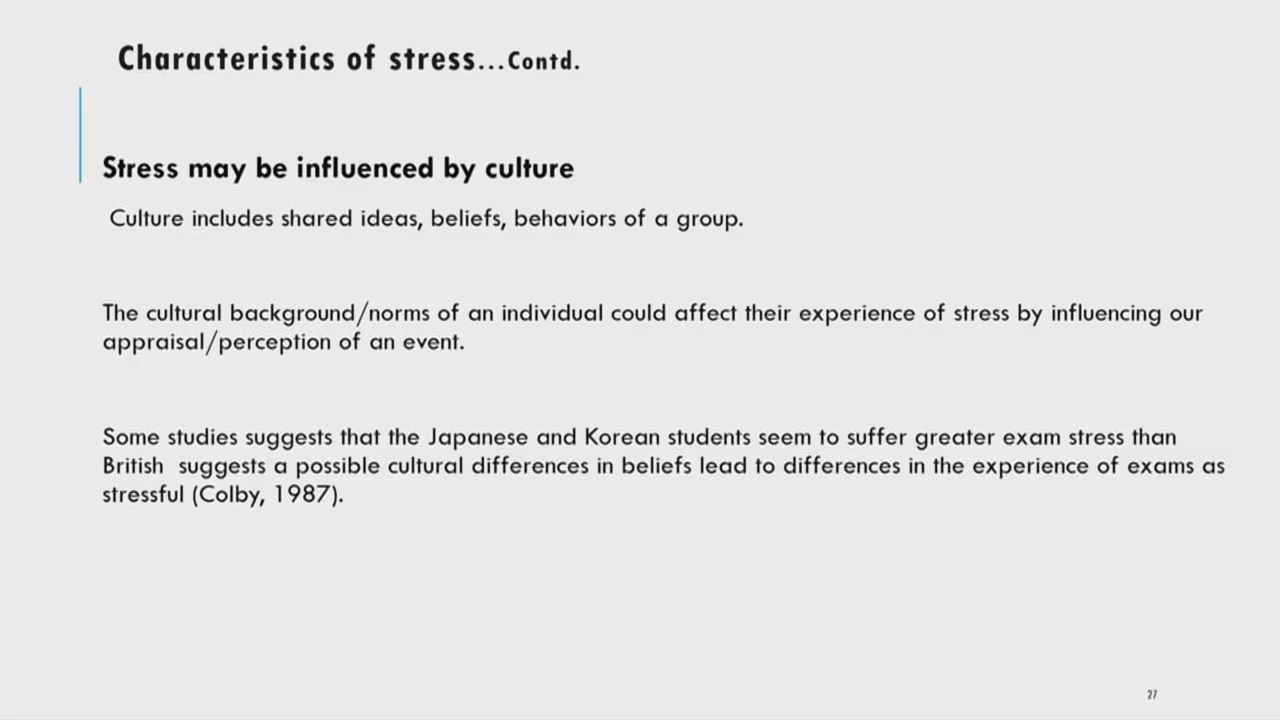 Characteristics of stress...Contd.
Stress may be influenced by culture
Culture includes shared ideas, beliefs, behaviors of a group.
The cultural background/norms of an individual could affect their experience of stress by influencing our
appraisal/perception of an event.
Some studies suggests that the Japanese and Korean students seem to suffer greater exam stress than
British suggests a possible cultural differences in beliefs lead to differences in the experience of exams as
stressful (Colby, 1987).
27